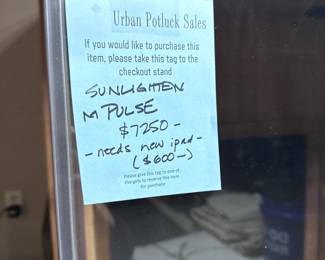 Urban Potluck Sales
If you would like to purchase this
item, please take this tag to the
checkout stand
SUNLIGHTEN
mPULSE
$7250-
- needs new ipad -
($600-)
Please give this tag to one of
the girls to reserve this item
for purchase